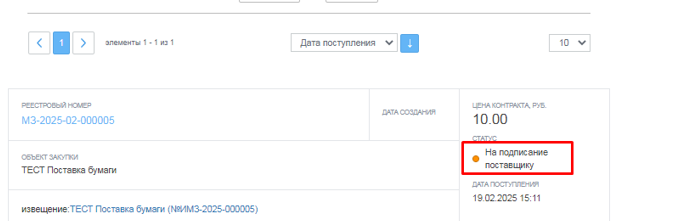 1
элементы 1 - 1 из 1
Дата поступления
10
РЕЕСТРОВЫЙ НОМЕР
МЗ-2025-02-000005
ДАТА СОЗДАНИЯ
ЦЕНА КОНТРАКТА, РУБ.
10.00
СТАТУС
На подписание
поставщику
ОБЪЕКТ ЗАКУПКИ
ТЕСТ Поставка бумаги
ДАТА ПОСТУПЛЕНИЯ
19.02.2025 15:11
извещение:ТЕСТ Поставка бумаги (№ИМЗ-2025-000005)